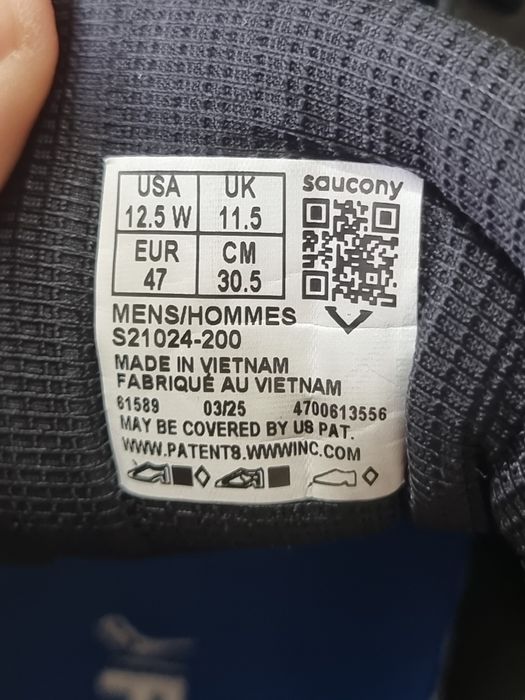 saucony
USA UK
12.5 W 11.5
EUR CM
47 30.5
MENS/HOMMES
S21024-200
MADE IN VIETNAM
FABRIQUÉ AU VIETNAM
61589 03/25 4700613556
MAY BE COVERED BY US PAT.
WWW.PATENTS.WWWINC.COM